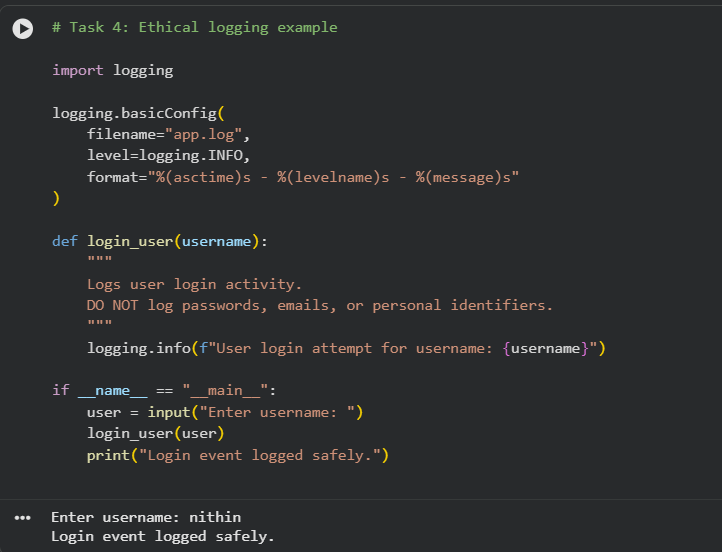 # Task 4: Ethical logging example
import logging
logging.basicConfig(
    filename="app.log",
    level=logging.INFO,
    format="%(asctime)s - %(levelname)s - %(message)s"
)
def login_user(username):
    """
    Logs user login activity.
    DO NOT log passwords, emails, or personal identifiers.
    """
    logging.info(f"User login attempt for username: {username}")
if __name__ == "__main__":
    user = input("Enter username: ")
    login_user(user)
    print("Login event logged safely.")
Enter username: nithin
Login event logged safely.